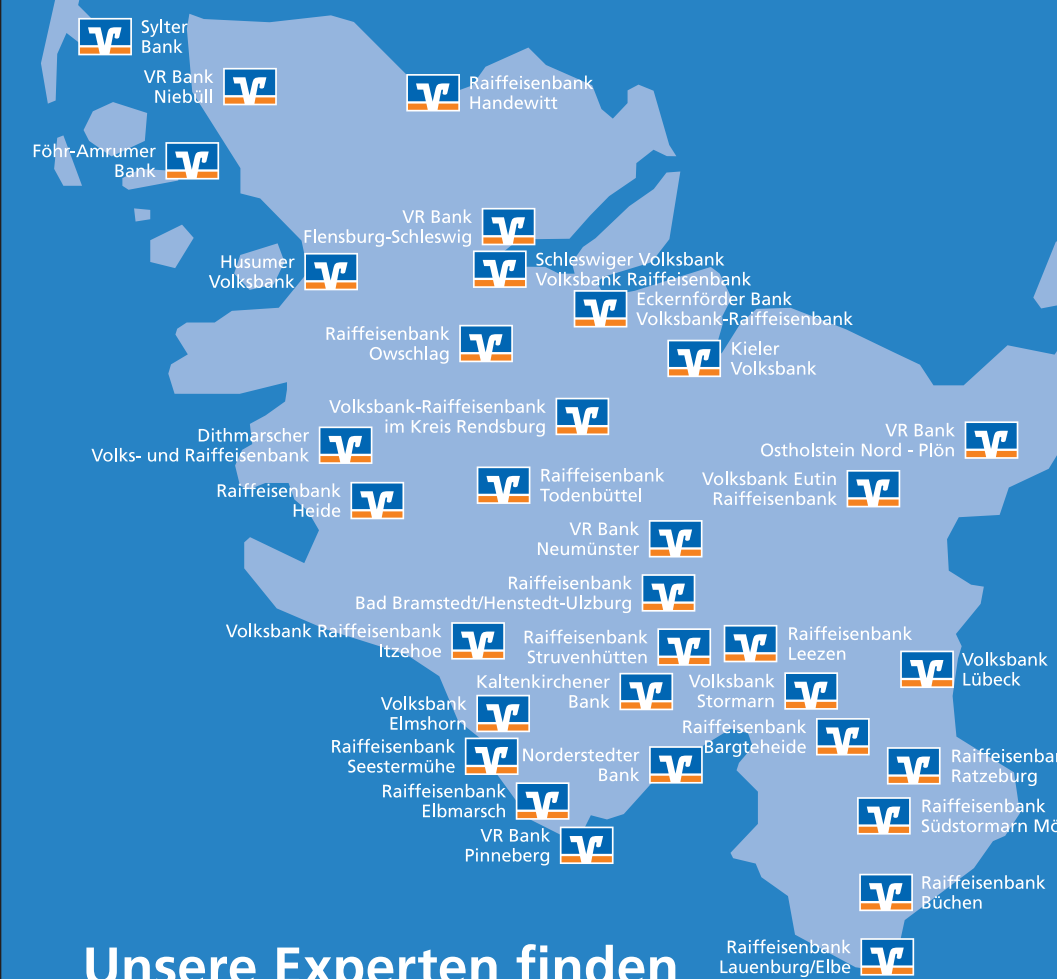 Sylter
Bank
VR Bank
Niebüll
Raiffeisenbank
Handewitt
Föhr-Amrumer
Bank
VR Bank
Flensburg-Schleswig
Husumer
Volksbank
Schleswiger Volksbank
Volksbank Raiffeisenbank
Eckernförder Bank
Volksbank-Raiffeisenbank
Raiffeisenbank
Owschlag
Kieler
Volksbank
Volksbank-Raiffeisenbank
im Kreis Rendsburg
Dithmarscher
Volks- und Raiffeisenbank
VR Bank
Ostholstein Nord - Plön
Raiffeisenbank
Heide
Raiffeisenbank
Todenbüttel
Volksbank Eutin
Raiffeisenbank
VR Bank
Neumünster
Raiffeisenbank
Bad Bramstedt/Henstedt-Ulzburg
Volksbank Raiffeisenbank
Itzehoe
Raiffeisenbank
Struvenhütten
Raiffeisenbank
Leezen
Volksbank
Lübeck
Kaltenkirchener
Bank
Volksbank
Stormarn
Volksbank
Elmshorn
Raiffeisenbank
Bargteheide
Raiffeisenbank
Seestermühe
Norderstedter
Bank
Raiffeisenban
Ratzeburg
Raiffeisenbank
Elbmarsch
Raiffeisenbank
Südstormarn Mö
VR Bank
Pinneberg
Raiffeisenbank
Büchen
Raiffeisenbank
Lauenburg/Elbe
Unsere Experten finden